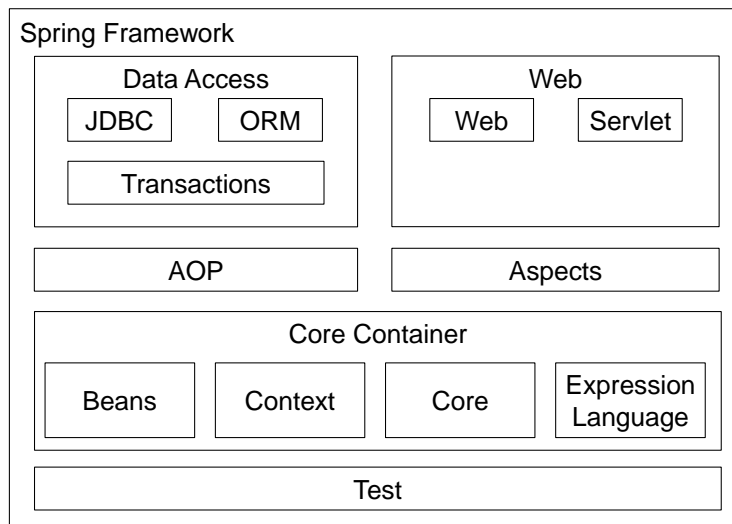 Spring Framework
Data Access
JDBC
ORM
Transactions
Web
Web
Servlet
AOP
Aspects
Core Container
Beans
Context
Core
Expression
Language
Test